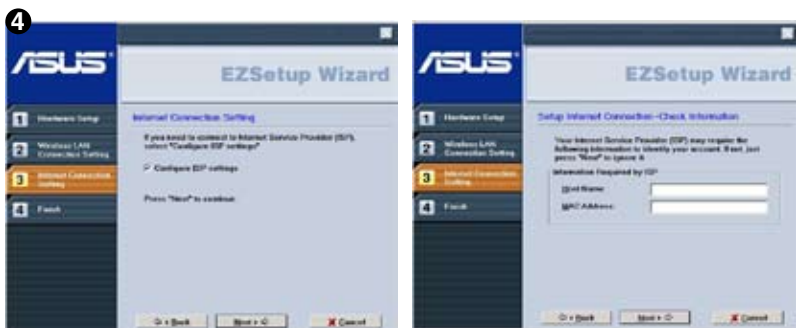 4
ASUS
EZSetup Wizard
1 Hardware Setup
2 Wireless LAN
Connection Setting
3 Internet Connection
Setting
4 Finish
Internet Connection Setting
If you need to connect to Internet Service Provider (ISP),
select "Configure ISP settings"
Configure ISP settings
Press "Next" to continue.
< Back
Next >
Cancel
ASUS
EZSetup Wizard
1 Hardware Setup
2 Wireless LAN
Connection Setting
3 Internet Connection
Setting
4 Finish
Setup Internet Connection--Check Information
Your Internet Service Provider (ISP) may require the
following information to identify your account. If not, just
press "Next" to ignore it.
Information Required by ISP
Host Name
MAC Address
< Back
Next >
Cancel